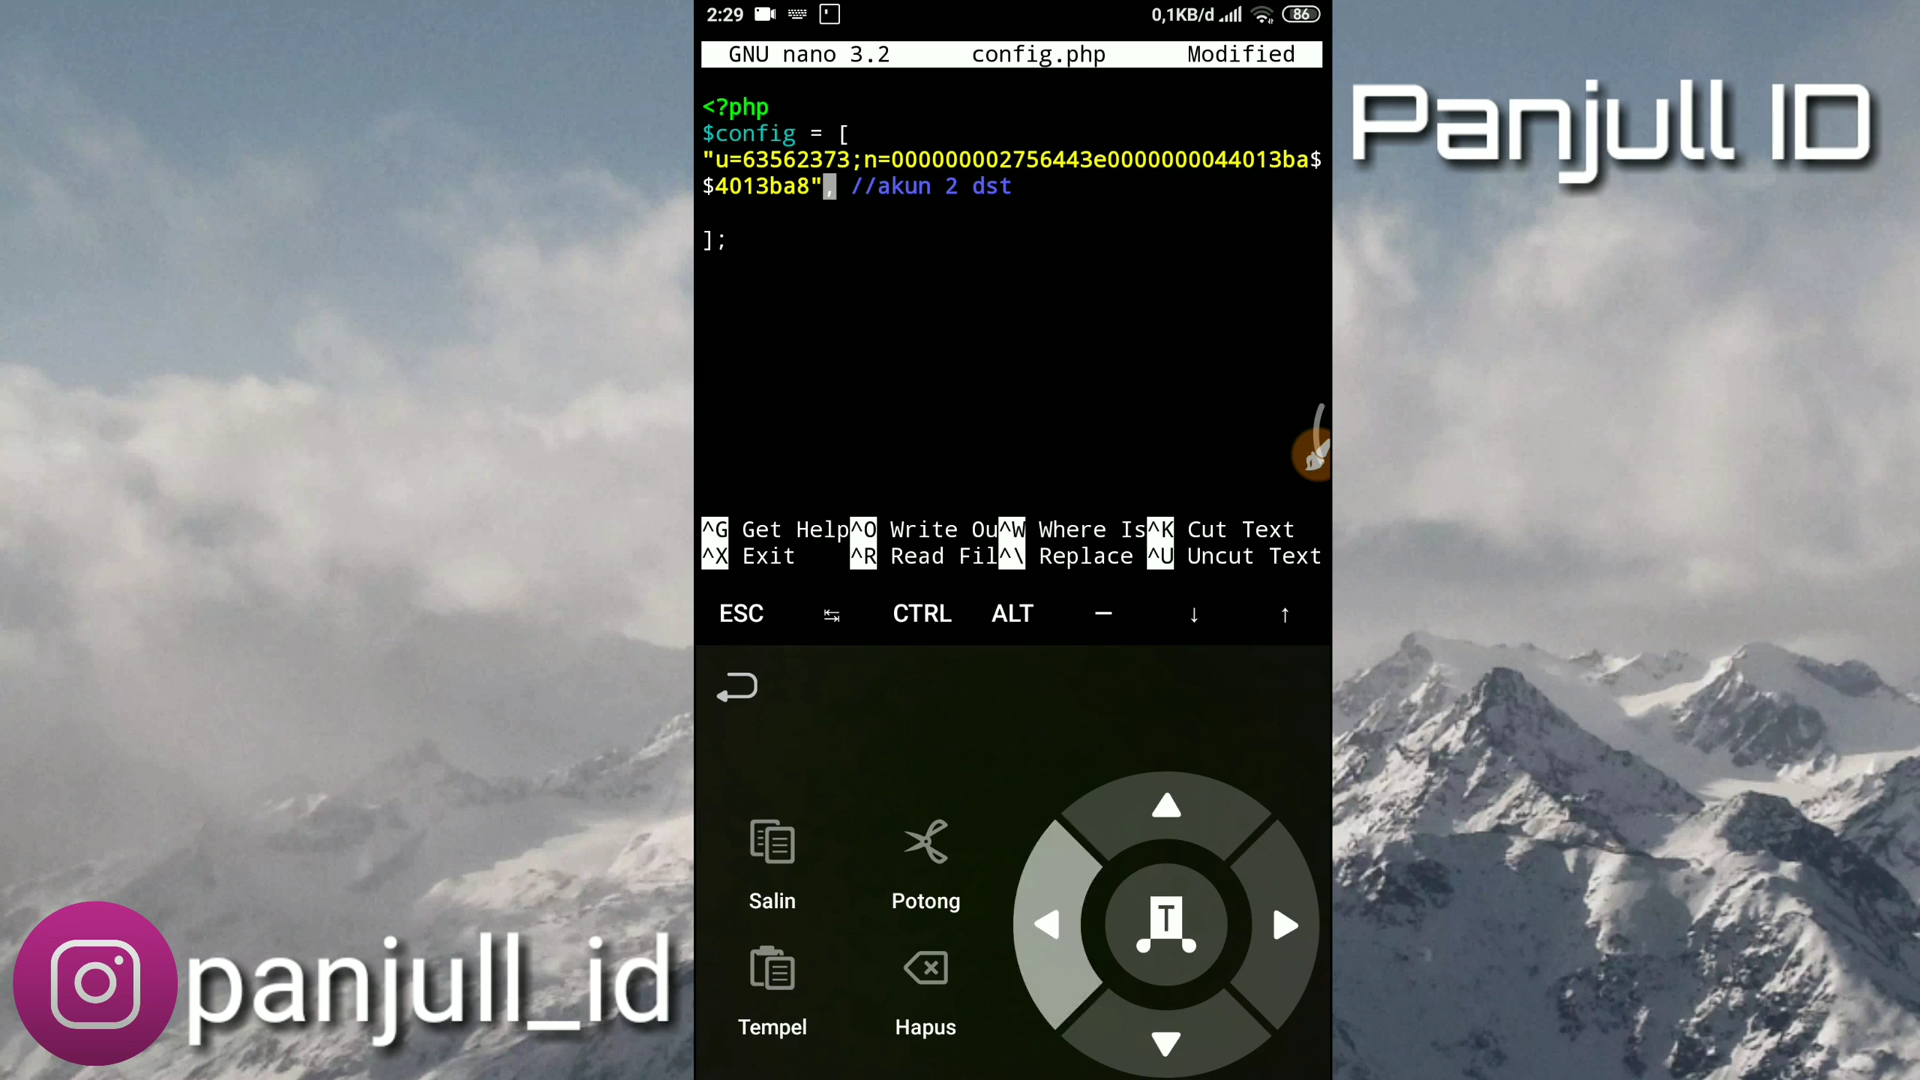 2:29 0,1KB/d 86
GNU nano 3.2 config.php Modified
Panjull ID
<?php
$config = [
"u=63562373;n=000000002756443e0000000044013ba$
$4013ba8", //akun 2 dst
];
^G Get Help^O Write Ou^W Where Is^K Cut Text
^X Exit ^R Read Fil^\ Replace ^U Uncut Text
ESC ⇆ CTRL ALT — ↓ ↑
T
Salin Potong
Tempel Hapus
panjull_id